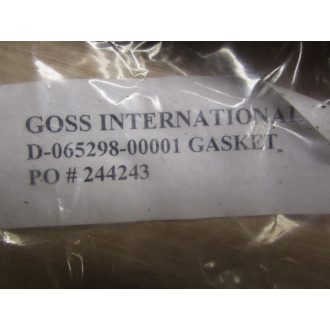 GOSS INTERNATIONAL
D-065298-00001 GASKET
PO # 244243